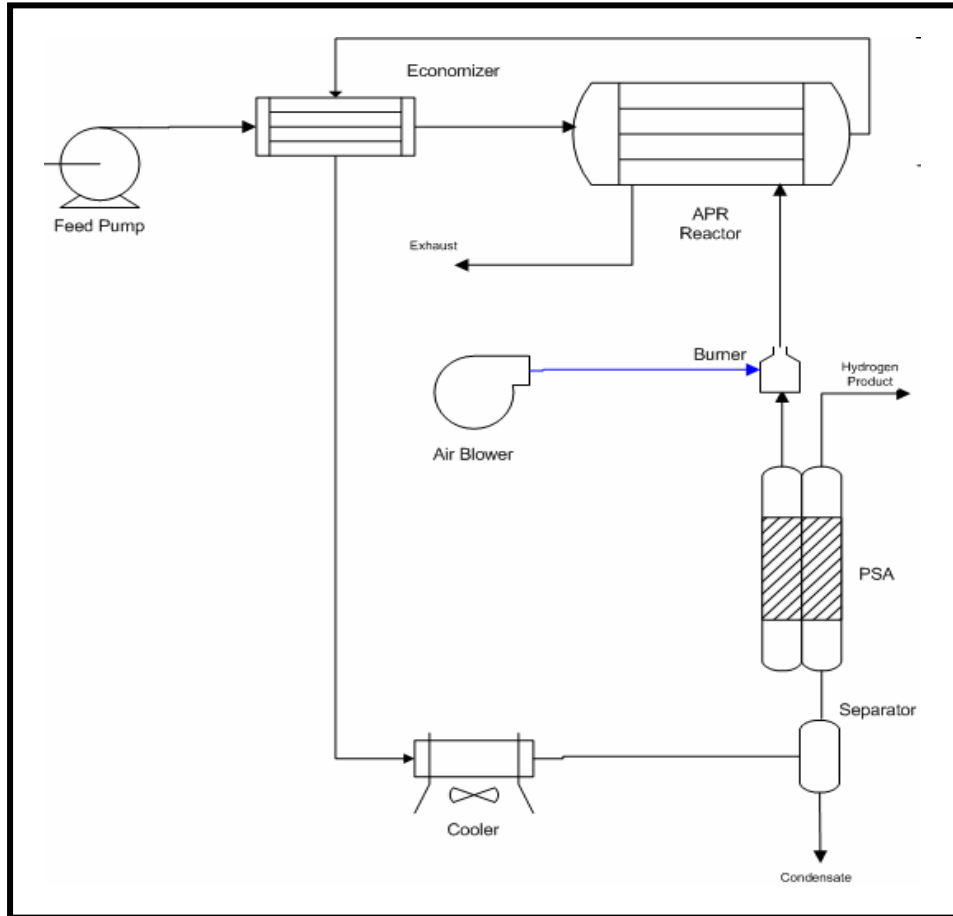 Economizer
Feed Pump
APR
Reactor
Exhaust
Burner
Hydrogen
Product
Air Blower
PSA
Separator
Cooler
Condensate